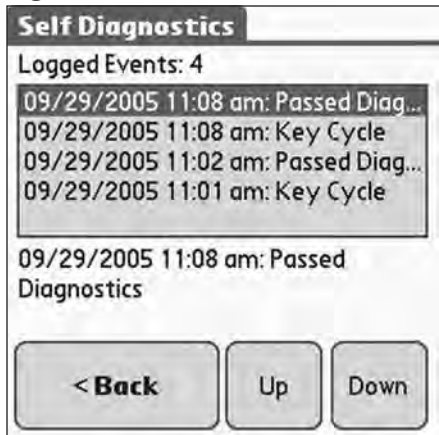 Self Diagnostics
Logged Events: 4
09/29/2005 11:08 am: Passed Diag...
09/29/2005 11:08 am: Key Cycle
09/29/2005 11:02 am: Passed Diag...
09/29/2005 11:01 am: Key Cycle
09/29/2005 11:08 am: Passed
Diagnostics
< Back Up Down